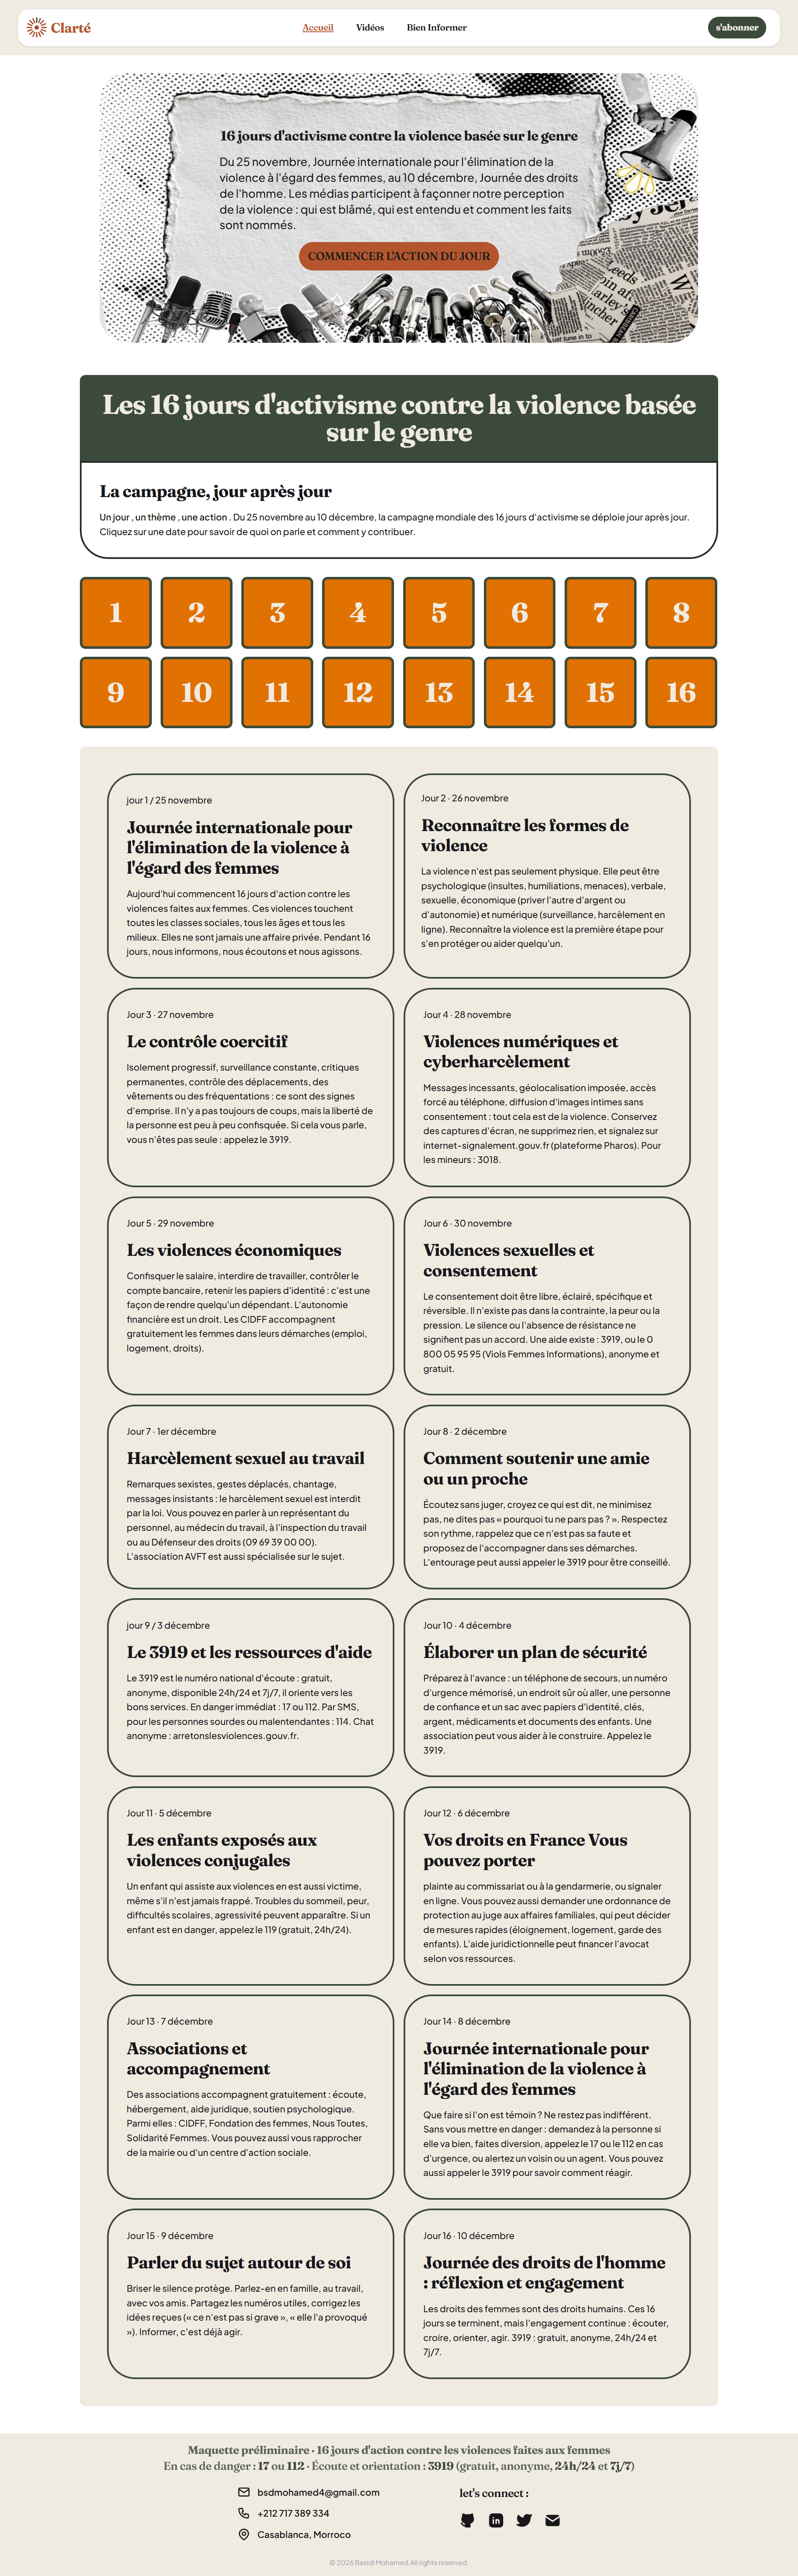 Clarté
Accueil
Vidéos
Bien Informer
s'abonner
16 jours d'activisme contre la violence basée sur le genre
Du 25 novembre, Journée internationale pour l'élimination de la
violence à l'égard des femmes, au 10 décembre, Journée des droits
de l'homme. Les médias participent à façonner notre perception
de la violence : qui est blâmé, qui est entendu et comment les faits
sont nommés.
COMMENCER L'ACTION DU JOUR
Les 16 jours d'activisme contre la violence basée
sur le genre
La campagne, jour après jour
Un jour , un thème , une action . Du 25 novembre au 10 décembre, la campagne mondiale des 16 jours d'activisme se déploie jour après jour.
Cliquez sur une date pour savoir de quoi on parle et comment y contribuer.
1
2
3
4
5
6
7
8
9
10
11
12
13
14
15
16
jour 1 / 25 novembre
Journée internationale pour
l'élimination de la violence à
l'égard des femmes
Aujourd'hui commencent 16 jours d'action contre les
violences faites aux femmes. Ces violences touchent
toutes les classes sociales, tous les âges et tous les
milieux. Elles ne sont jamais une affaire privée. Pendant 16
jours, nous informons, nous écoutons et nous agissons.
Jour 2 · 26 novembre
Reconnaître les formes de
violence
La violence n'est pas seulement physique. Elle peut être
psychologique (insultes, humiliations, menaces), verbale,
sexuelle, économique (priver l'autre d'argent ou
d'autonomie) et numérique (surveillance, harcèlement en
ligne). Reconnaître la violence est la première étape pour
s'en protéger ou aider quelqu'un.
Jour 3 · 27 novembre
Le contrôle coercitif
Isolement progressif, surveillance constante, critiques
permanentes, contrôle des déplacements, des
vêtements ou des fréquentations : ce sont des signes
d'emprise. Il n'y a pas toujours de coups, mais la liberté de
la personne est peu à peu confisquée. Si cela vous parle,
vous n'êtes pas seule : appelez le 3919.
Jour 4 · 28 novembre
Violences numériques et
cyberharcèlement
Messages incessants, géolocalisation imposée, accès
forcé au téléphone, diffusion d'images intimes sans
consentement : tout cela est de la violence. Conservez
des captures d'écran, ne supprimez rien, et signalez sur
internet-signalement.gouv.fr (plateforme Pharos). Pour
les mineurs : 3018.
Jour 5 · 29 novembre
Les violences économiques
Confisquer le salaire, interdire de travailler, contrôler le
compte bancaire, retenir les papiers d'identité : c'est une
façon de rendre quelqu'un dépendant. L'autonomie
financière est un droit. Les CIDFF accompagnent
gratuitement les femmes dans leurs démarches (emploi,
logement, droits).
Jour 6 · 30 novembre
Violences sexuelles et
consentement
Le consentement doit être libre, éclairé, spécifique et
réversible. Il n'existe pas dans la contrainte, la peur ou la
pression. Le silence ou l'absence de résistance ne
signifient pas un accord. Une aide existe : 3919, ou le 0
800 05 95 95 (Viols Femmes Informations), anonyme et
gratuit.
Jour 7 · 1er décembre
Harcèlement sexuel au travail
Remarques sexistes, gestes déplacés, chantage,
messages insistants : le harcèlement sexuel est interdit
par la loi. Vous pouvez en parler à un représentant du
personnel, au médecin du travail, à l'inspection du travail
ou au Défenseur des droits (09 69 39 00 00).
L'association AVFT est aussi spécialisée sur le sujet.
Jour 8 · 2 décembre
Comment soutenir une amie
ou un proche
Écoutez sans juger, croyez ce qui est dit, ne minimisez
pas, ne dites pas « pourquoi tu ne pars pas ? ». Respectez
son rythme, rappelez que ce n'est pas sa faute et
proposez de l'accompagner dans ses démarches.
L'entourage peut aussi appeler le 3919 pour être conseillé.
jour 9 / 3 décembre
Le 3919 et les ressources d'aide
Le 3919 est le numéro national d'écoute : gratuit,
anonyme, disponible 24h/24 et 7j/7, il oriente vers les
bons services. En danger immédiat : 17 ou 112. Par SMS,
pour les personnes sourdes ou malentendantes : 114. Chat
anonyme : arretonslesviolences.gouv.fr.
Jour 10 · 4 décembre
Élaborer un plan de sécurité
Préparez à l'avance : un téléphone de secours, un numéro
d'urgence mémorisé, un endroit sûr où aller, une personne
de confiance et un sac avec papiers d'identité, clés,
argent, médicaments et documents des enfants. Une
association peut vous aider à le construire. Appelez le
3919.
Jour 11 · 5 décembre
Les enfants exposés aux
violences conjugales
Un enfant qui assiste aux violences en est aussi victime,
même s'il n'est jamais frappé. Troubles du sommeil, peur,
difficultés scolaires, agressivité peuvent apparaître. Si un
enfant est en danger, appelez le 119 (gratuit, 24h/24).
Jour 12 · 6 décembre
Vos droits en France Vous
pouvez porter
plainte au commissariat ou à la gendarmerie, ou signaler
en ligne. Vous pouvez aussi demander une ordonnance de
protection au juge aux affaires familiales, qui peut décider
de mesures rapides (éloignement, logement, garde des
enfants). L'aide juridictionnelle peut financer l'avocat
selon vos ressources.
Jour 13 · 7 décembre
Associations et
accompagnement
Des associations accompagnent gratuitement : écoute,
hébergement, aide juridique, soutien psychologique.
Parmi elles : CIDFF, Fondation des femmes, Nous Toutes,
Solidarité Femmes. Vous pouvez aussi vous rapprocher
de la mairie ou d'un centre d'action sociale.
Jour 14 · 8 décembre
Journée internationale pour
l'élimination de la violence à
l'égard des femmes
Que faire si l'on est témoin ? Ne restez pas indifférent.
Sans vous mettre en danger : demandez à la personne si
elle va bien, faites diversion, appelez le 17 ou le 112 en cas
d'urgence, ou alertez un voisin ou un agent. Vous pouvez
aussi appeler le 3919 pour savoir comment réagir.
Jour 15 · 9 décembre
Parler du sujet autour de soi
Briser le silence protège. Parlez-en en famille, au travail,
avec vos amis. Partagez les numéros utiles, corrigez les
idées reçues (« ce n'est pas si grave », « elle l'a provoqué
»). Informer, c'est déjà agir.
Jour 16 · 10 décembre
Journée des droits de l'homme
: réflexion et engagement
Les droits des femmes sont des droits humains. Ces 16
jours se terminent, mais l'engagement continue : écouter,
croire, orienter, agir. 3919 : gratuit, anonyme, 24h/24 et
7j/7.
Maquette préliminaire · 16 jours d'action contre les violences faites aux femmes
En cas de danger : 17 ou 112 · Écoute et orientation : 3919 (gratuit, anonyme, 24h/24 et 7j/7)
bsdmohamed4@gmail.com
+212 717 389 334
Casablanca, Morroco
let's connect :
© 2026 Basidi Mohamed.All rights reserved.